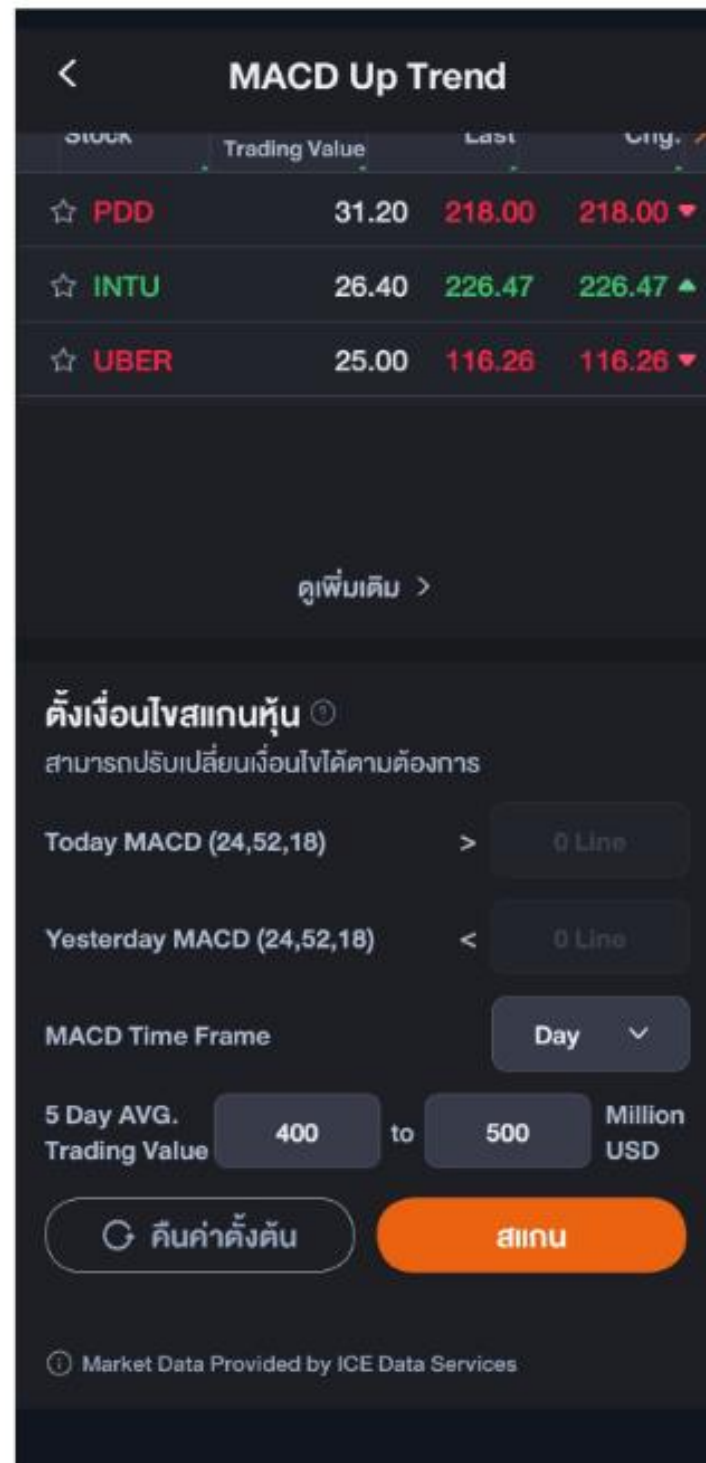 MACD Up Trend
Stock Trading Value Last Chg.
PDD 31.20 218.00 218.00
INTU 26.40 226.47 226.47
UBER 25.00 116.26 116.26
ดูเพิ่มเติม >
ตั้งเงื่อนไขสแกนหุ้น
สามารถปรับเปลี่ยนเงื่อนไขได้ตามต้องการ
Today MACD (24,52,18) > 0 Line
Yesterday MACD (24,52,18) < 0 Line
MACD Time Frame Day
5 Day AVG. Trading Value 400 to 500 Million USD
คืนค่าตั้งต้น สแกน
Market Data Provided by ICE Data Services